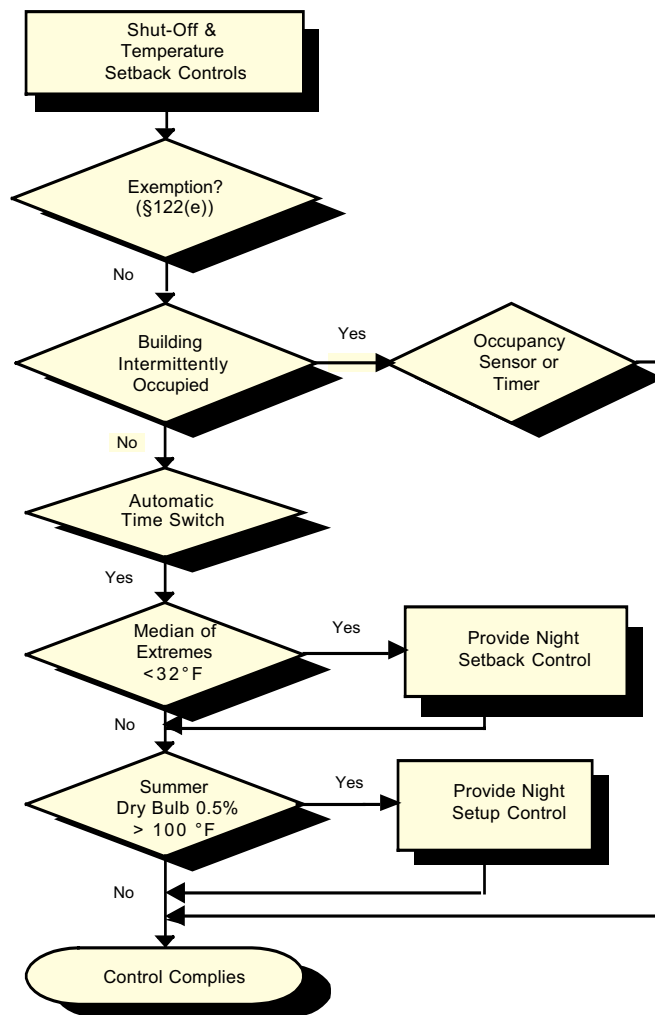 Shut-Off &
Temperature
Setback Controls
Exemption?
(§122(e))
No
Building
Intermittently
Occupied
Yes
Occupancy
Sensor or
Timer
No
Automatic
Time Switch
Yes
Median of
Extremes
<32°F
Yes
Provide Night
Setback Control
No
Summer
Dry Bulb 0.5%
> 100 °F
Yes
Provide Night
Setup Control
No
Control Complies